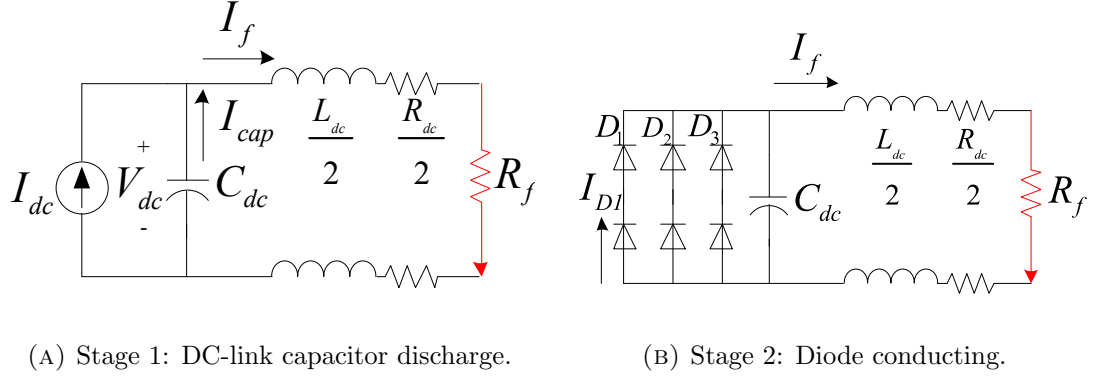 I_f
I_cap
L_dc
R_dc
2
2
I_dc
+
V_dc
-
C_dc
R_f
(A) Stage 1: DC-link capacitor discharge.
I_f
D_1
D_2
D_3
L_dc
R_dc
2
2
I_D1
C_dc
R_f
(B) Stage 2: Diode conducting.